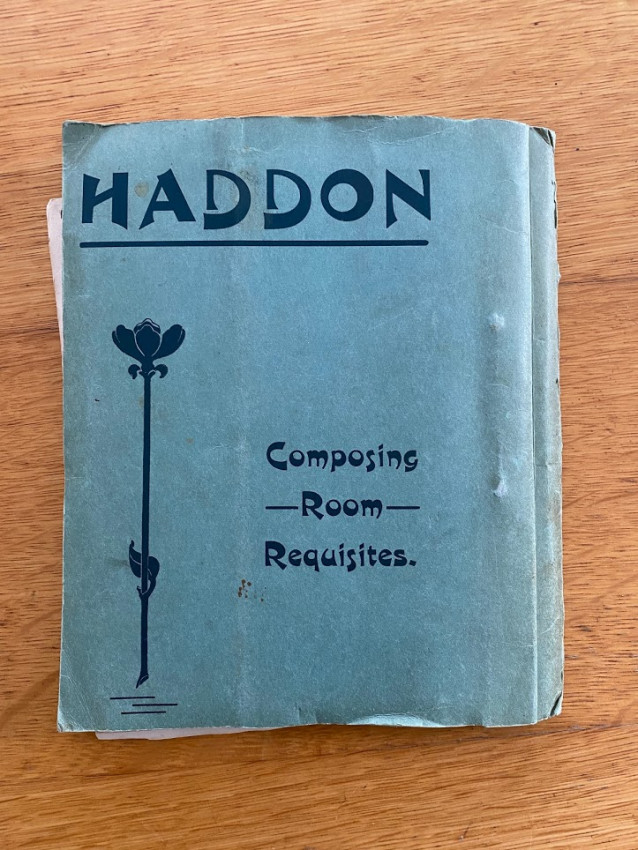 HADDON
Composing
—Room—
Requisites.